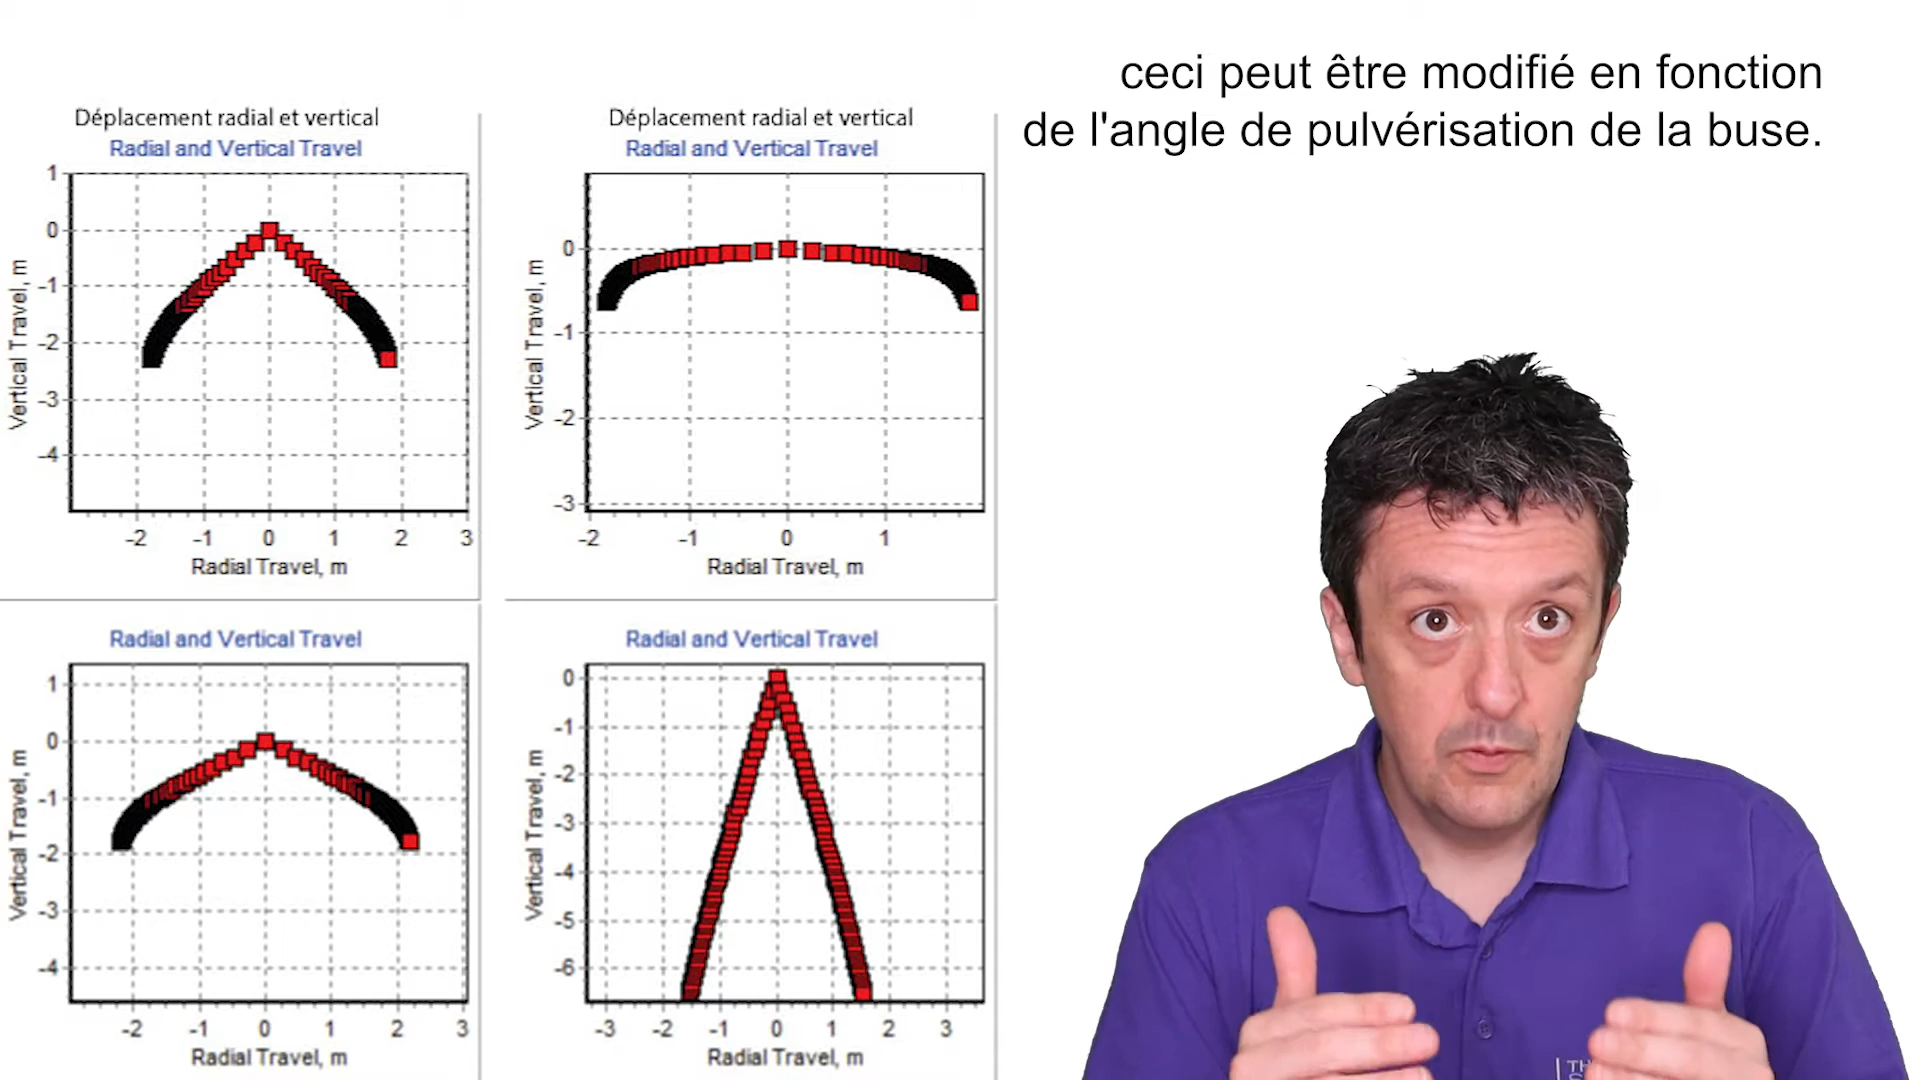 ceci peut être modifié en fonction
de l'angle de pulvérisation de la buse.
Déplacement radial et vertical
Radial and Vertical Travel
1
0
-1
-2
-3
-4
Vertical Travel, m
-2 -1 0 1 2 3
Radial Travel, m
Déplacement radial et vertical
Radial and Vertical Travel
0
-1
-2
-3
Vertical Travel, m
-2 -1 0 1
Radial Travel, m
Radial and Vertical Travel
1
0
-1
-2
-3
-4
Vertical Travel, m
-2 -1 0 1 2 3
Radial Travel, m
Radial and Vertical Travel
0
-1
-2
-3
-4
-5
-6
Vertical Travel, m
-3 -2 -1 0 1 2 3
Radial Travel, m